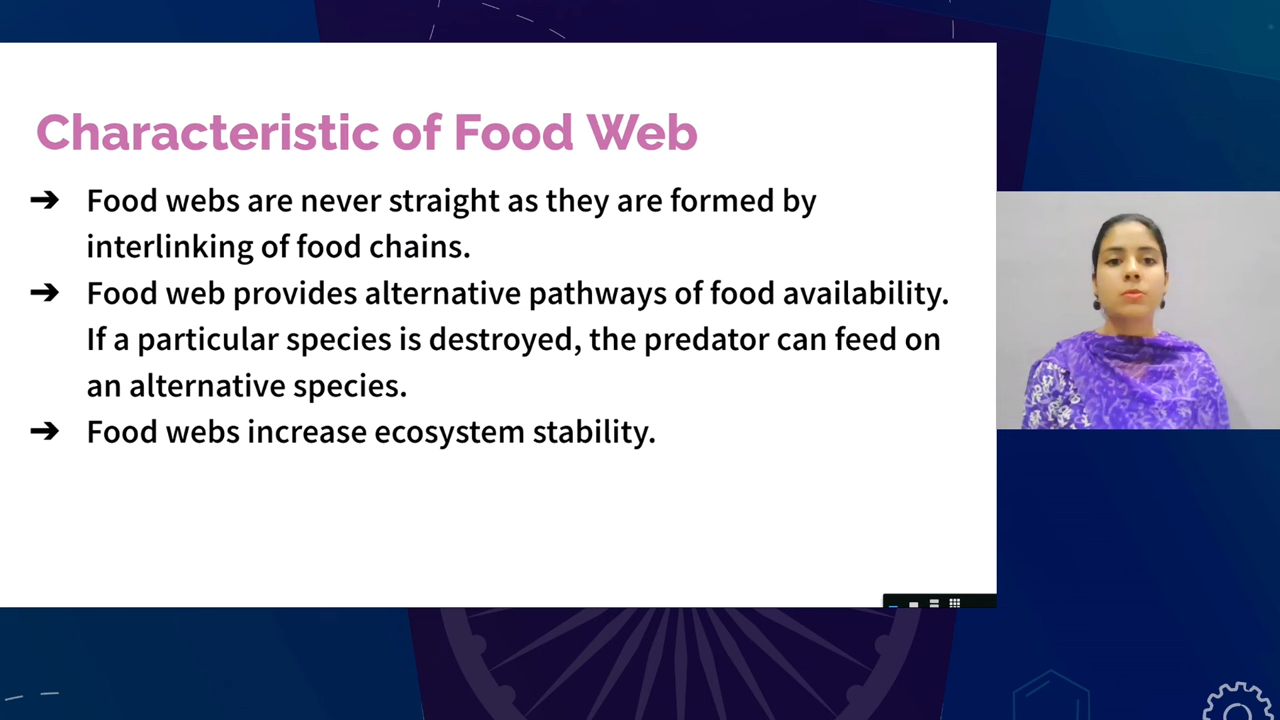 Characteristic of Food Web
➔ Food webs are never straight as they are formed by
interlinking of food chains.
➔ Food web provides alternative pathways of food availability.
If a particular species is destroyed, the predator can feed on
an alternative species.
➔ Food webs increase ecosystem stability.